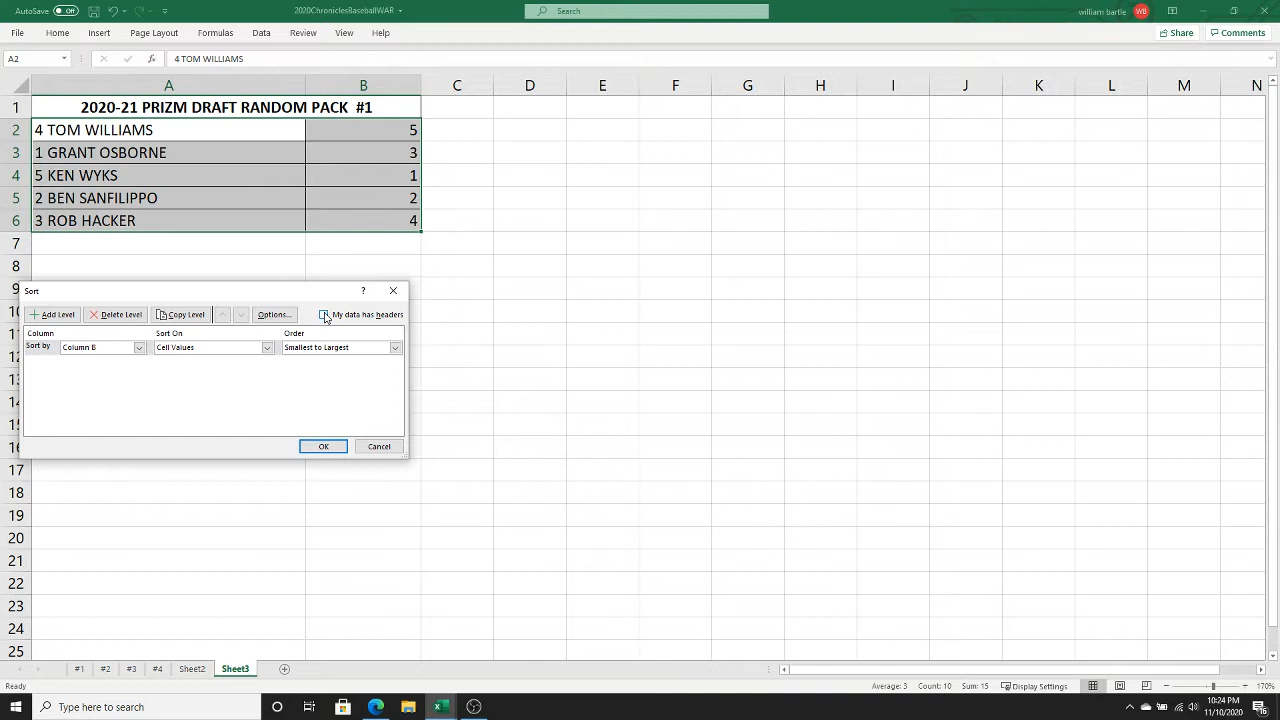 AutoSave Off 2020ChroniclesBaseballWAR Search william bartle WB
File Home Insert Page Layout Formulas Data Review View Help Share Comments
A2 fx 4 TOM WILLIAMS
A B C D E F G H I J K L M N
1 2020-21 PRIZM DRAFT RANDOM PACK #1
2 4 TOM WILLIAMS 5
3 1 GRANT OSBORNE 3
4 5 KEN WYKS 1
5 2 BEN SANFILIPPO 2
6 3 ROB HACKER 4
7
8
9
Sort ?
Add Level Delete Level Copy Level Options... My data has headers
Column Sort On Order
Sort by Column B Cell Values Smallest to Largest
OK Cancel
17
18
19
20
21
22
23
24
25
#1 #2 #3 #4 Sheet2 Sheet3
Ready Average: 3 Count: 10 Sum: 15 Display Settings 170%
Type here to search
10:24 PM
11/10/2020